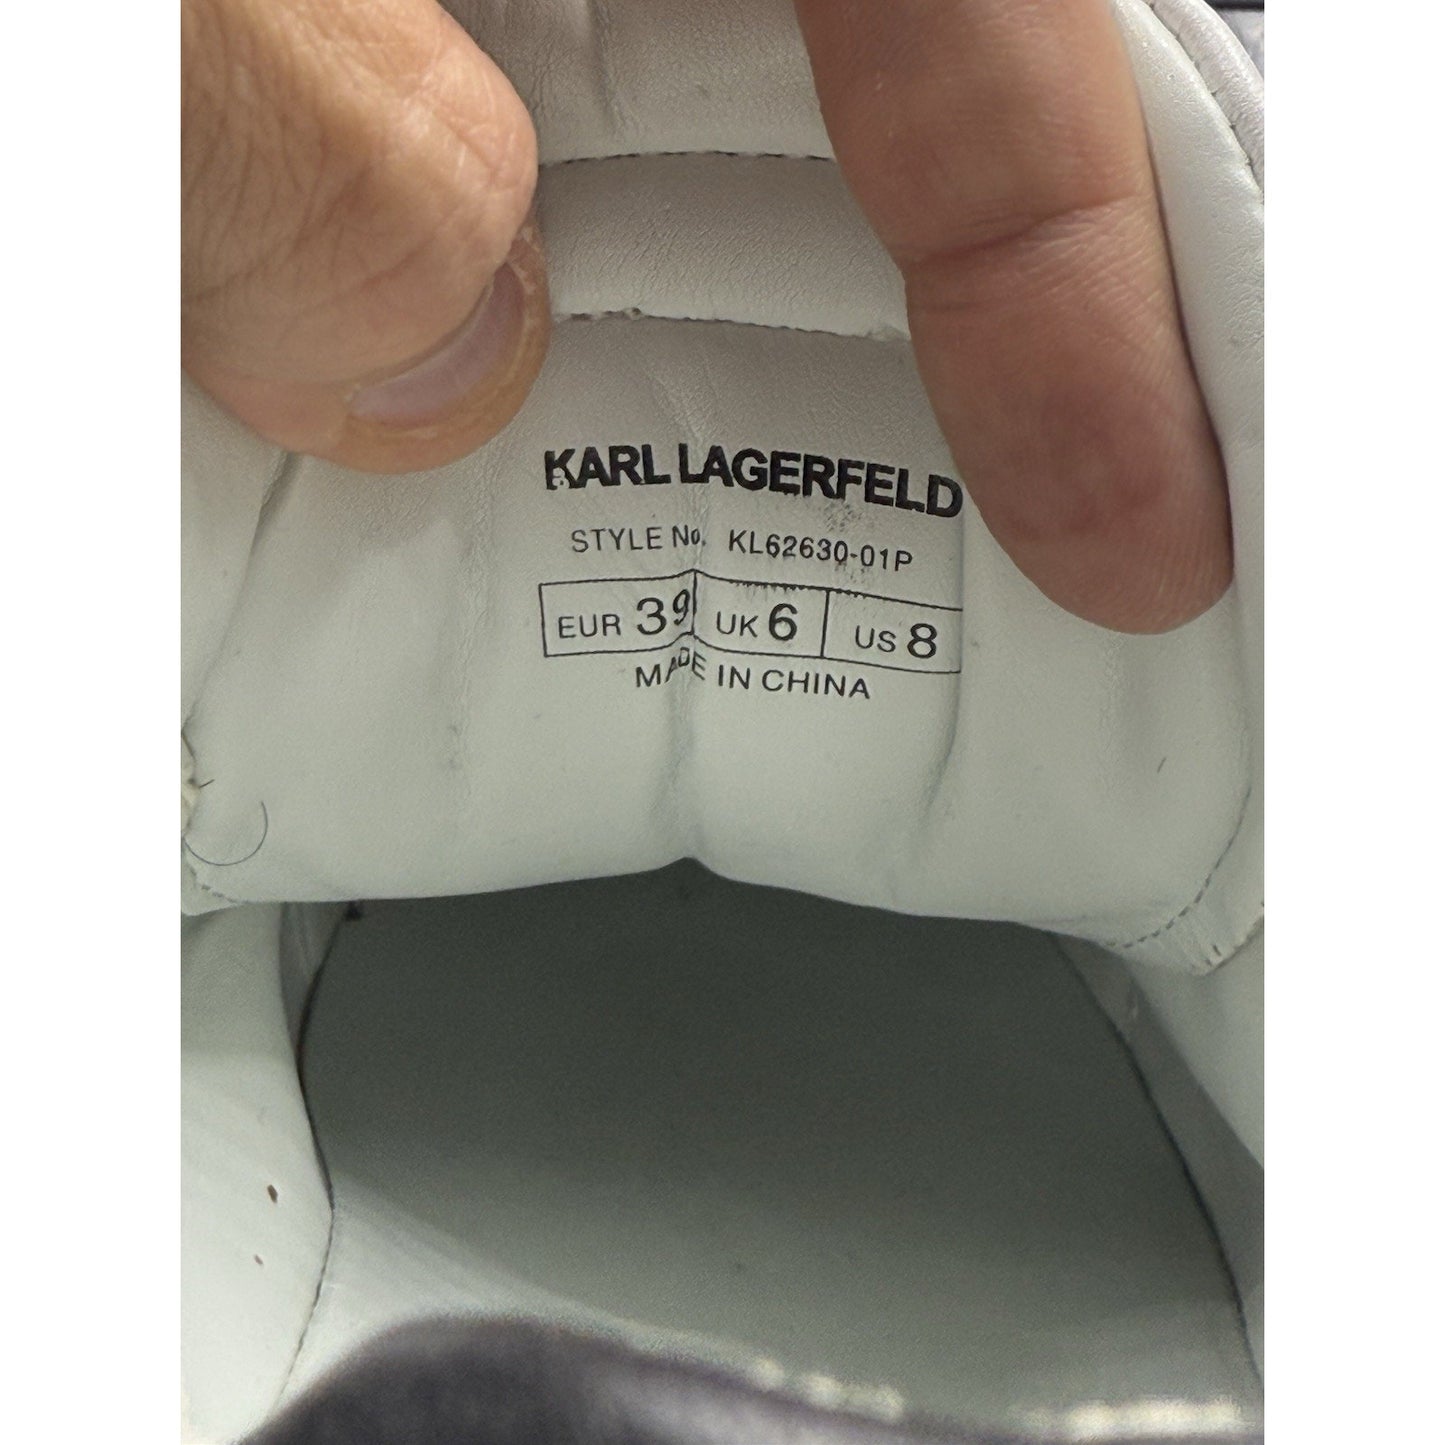 KARL LAGERFELD
STYLE No. KL62630-01P
EUR 39 UK 6 US 8
MADE IN CHINA